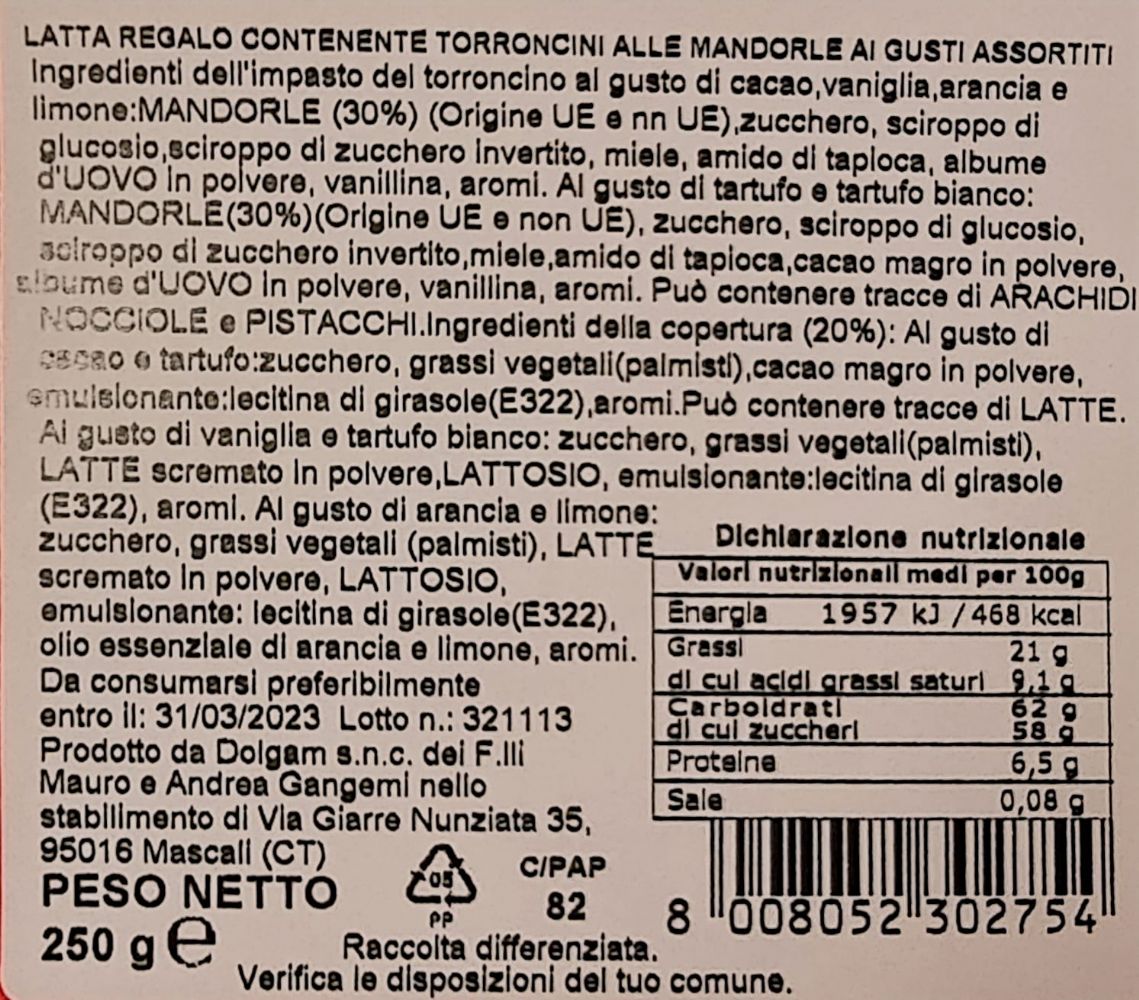 LATTA REGALO CONTENENTE TORRONCINI ALLE MANDORLE AI GUSTI ASSORTITI
Ingredienti dell'impasto del torroncino al gusto di cacao,vaniglia,arancia e
limone:MANDORLE (30%) (Origine UE e nn UE),zucchero, sciroppo di
glucosio,sciroppo di zucchero invertito, miele, amido di tapioca, albume
d'UOVO in polvere, vanillina, aromi. Al gusto di tartufo e tartufo bianco:
MANDORLE(30%)(Origine UE e non UE), zucchero, sciroppo di glucosio,
sciroppo di zucchero invertito,miele,amido di tapioca,cacao magro in polvere,
albume d'UOVO in polvere, vanillina, aromi. Può contenere tracce di ARACHIDI
NOCCIOLE e PISTACCHI.Ingredienti della copertura (20%): Al gusto di
cacao e tartufo:zucchero, grassi vegetali(palmisti),cacao magro in polvere,
emulsionante:lecitina di girasole(E322),aromi.Può contenere tracce di LATTE.
Al gusto di vaniglia e tartufo bianco: zucchero, grassi vegetali(palmisti),
LATTE scremato in polvere,LATTOSIO, emulsionante:lecitina di girasole
(E322), aromi. Al gusto di arancia e limone:
zucchero, grassi vegetali (palmisti), LATTE
scremato in polvere, LATTOSIO,
emulsionante: lecitina di girasole(E322),
olio essenziale di arancia e limone, aromi.
Da consumarsi preferibilmente
entro il: 31/03/2023 Lotto n.: 321113
Prodotto da Dolgam s.n.c. dei F.lli
Mauro e Andrea Gangemi nello
stabilimento di Via Giarre Nunziata 35,
95016 Mascali (CT)
PESO NETTO
250 g e
Dichiarazione nutrizionale
Valori nutrizionali medi per 100g
Energia 1957 kJ / 468 kcal
Grassi 21 g
di cui acidi grassi saturi 9,1 g
Carboidrati 62 g
di cui zuccheri 58 g
Proteine 6,5 g
Sale 0,08 g
05
PP
C/PAP
82
8 008052 302754
Raccolta differenziata.
Verifica le disposizioni del tuo comune.